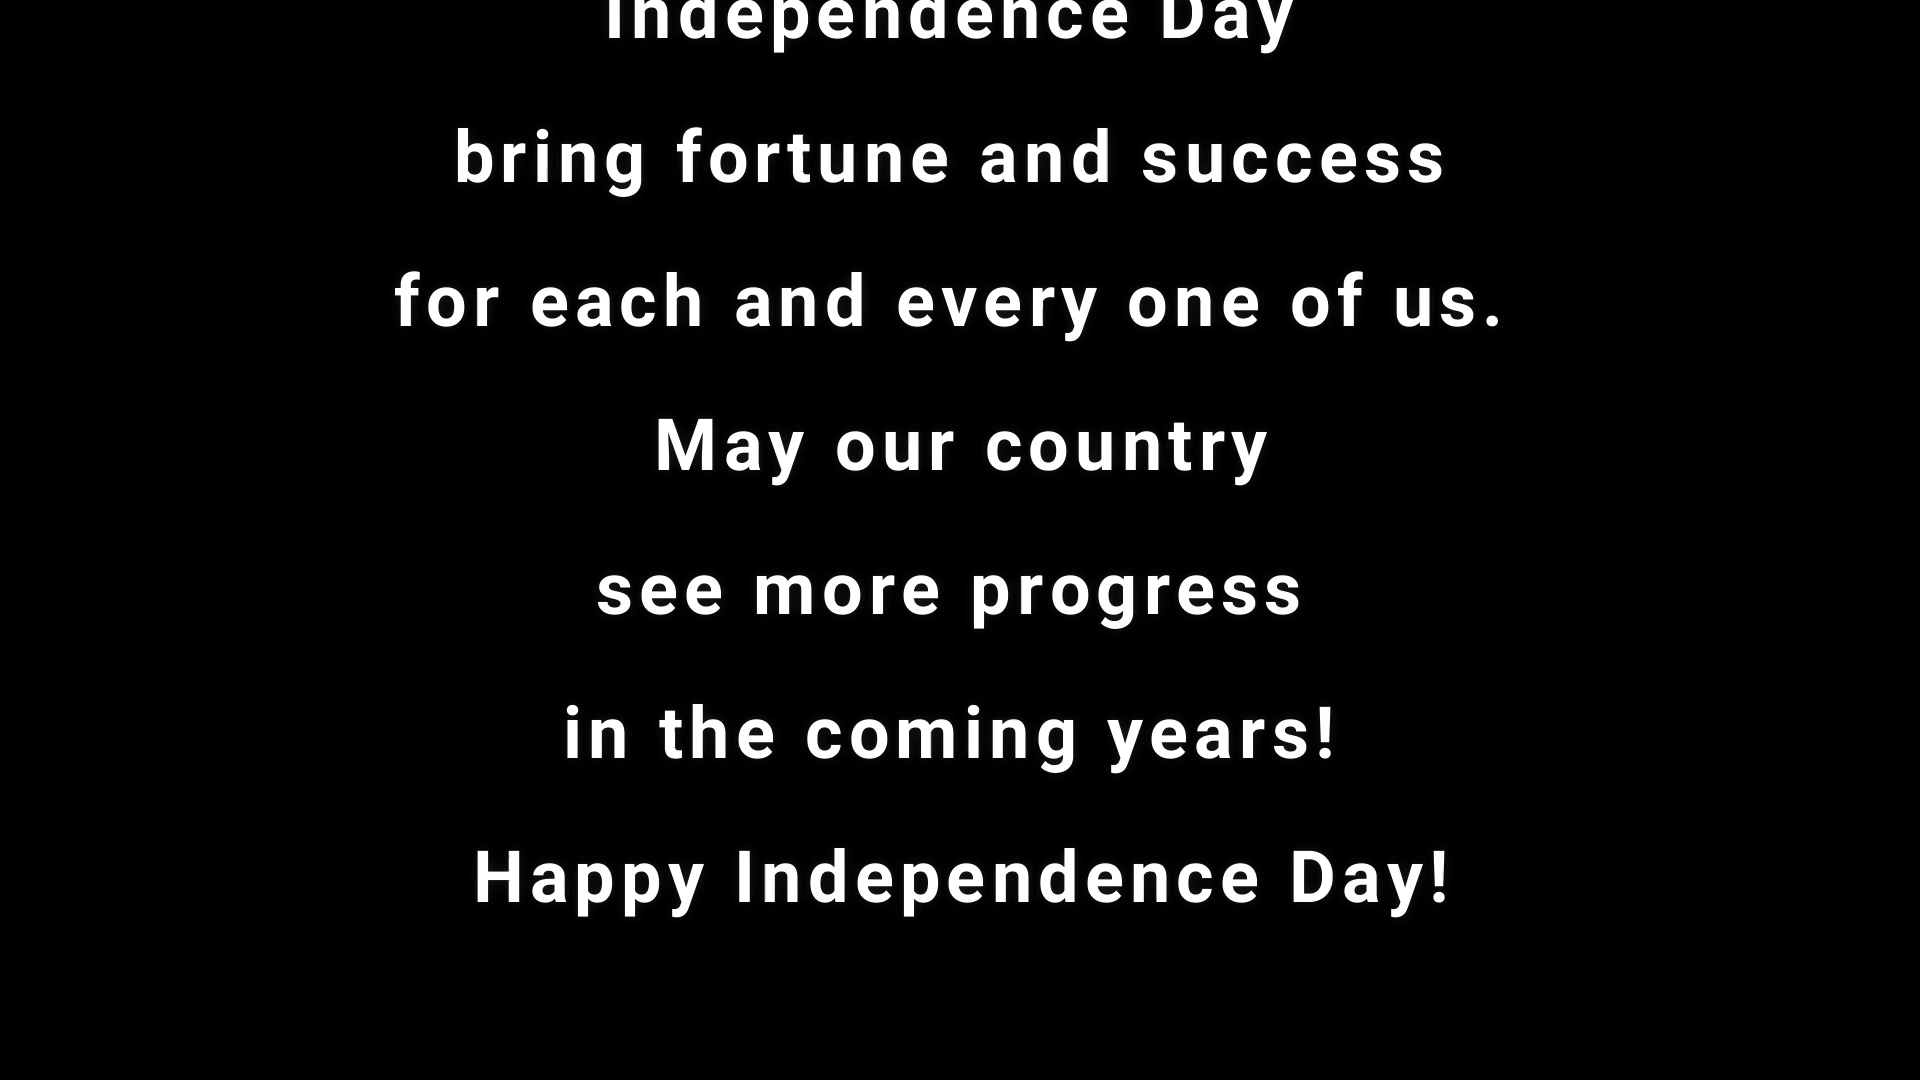 Independence Day
bring fortune and success
for each and every one of us.
May our country
see more progress
in the coming years!
Happy Independence Day!